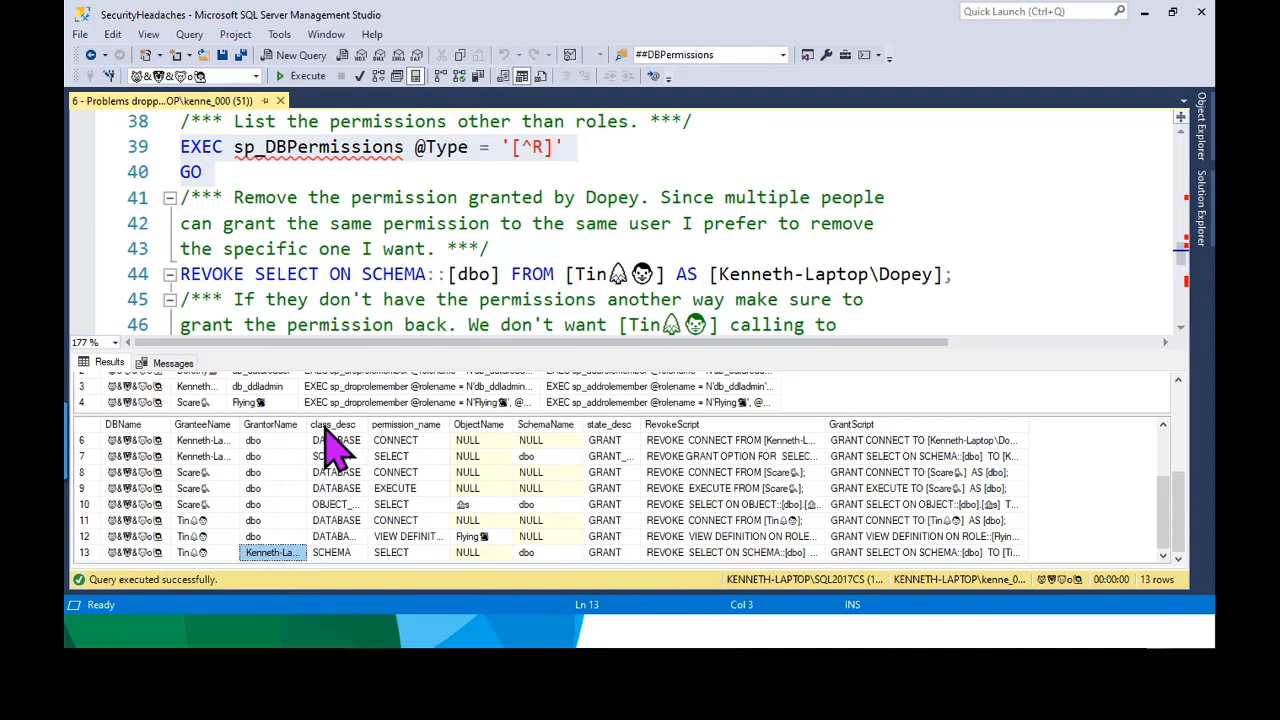 SecurityHeadaches - Microsoft SQL Server Management Studio
Quick Launch (Ctrl+Q)
File Edit View Query Project Tools Window Help
New Query ##DBPermissions
Execute
6 - Problems dropp...OP\kenne_000 (51))
38 /*** List the permissions other than roles. ***/
39 EXEC sp_DBPermissions @Type = '[^R]'
40 GO
41 /*** Remove the permission granted by Dopey. Since multiple people
42 can grant the same permission to the same user I prefer to remove
43 the specific one I want. ***/
44 REVOKE SELECT ON SCHEMA::[dbo] FROM [Tin🌲👨] AS [Kenneth-Laptop\Dopey];
45 /*** If they don't have the permissions another way make sure to
46 grant the permission back. We don't want [Tin🌲👨] calling to
Object Explorer
Solution Explorer
177 %
Results Messages
3 Kenneth-... db_ddladmin EXEC sp_droprolemember @rolename = N'db_ddladmin... EXEC sp_addrolemember @rolename = N'db_ddladmin'...
4 Scare Flying EXEC sp_droprolemember @rolename = N'Flying EXEC sp_addrolemember @rolename = N'Flying
DBName GranteeName GrantorName class_desc permission_name ObjectName SchemaName state_desc RevokeScript GrantScript
6 Kenneth-La... dbo DATABASE CONNECT NULL NULL GRANT REVOKE CONNECT FROM [Kenneth-L... GRANT CONNECT TO [Kenneth-Laptop\Do...
7 Kenneth-La... dbo SELECT NULL dbo GRANT_... REVOKE GRANT OPTION FOR SELEC... GRANT SELECT ON SCHEMA::[dbo] TO [K...
8 Scare dbo DATABASE CONNECT NULL NULL GRANT REVOKE CONNECT FROM [Scare]; GRANT CONNECT TO [Scare] AS [dbo];
9 Scare dbo DATABASE EXECUTE NULL NULL GRANT REVOKE EXECUTE FROM [Scare]; GRANT EXECUTE TO [Scare] AS [dbo];
10 Scare dbo OBJECT_... SELECT s dbo GRANT REVOKE SELECT ON OBJECT::[dbo].[s... GRANT SELECT ON OBJECT::[dbo].[s] T...
11 Tin dbo DATABASE CONNECT NULL NULL GRANT REVOKE CONNECT FROM [Tin]; GRANT CONNECT TO [Tin] AS [dbo];
12 Tin dbo DATABA... VIEW DEFINIT... Flying NULL GRANT REVOKE VIEW DEFINITION ON ROLE... GRANT VIEW DEFINITION ON ROLE::[Flyin...
13 Tin Kenneth-La... SCHEMA SELECT NULL dbo GRANT REVOKE SELECT ON SCHEMA::[dbo] F... GRANT SELECT ON SCHEMA::[dbo] TO [Ti...
Query executed successfully. KENNETH-LAPTOP\SQL2017CS (1... KENNETH-LAPTOP\kenne_0... 00:00:00 13 rows
Ready Ln 13 Col 3 INS